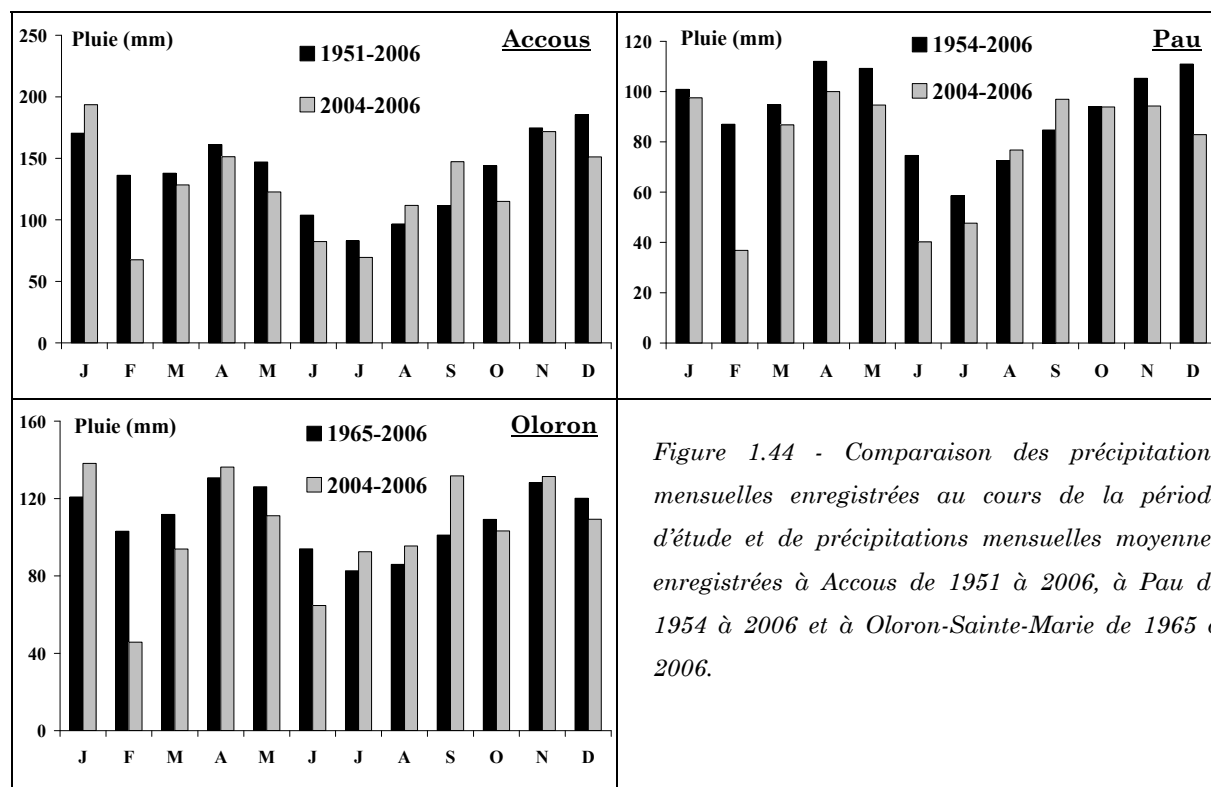 Pluie (mm)
Accous
1951-2006
2004-2006
250
200
150
100
50
0
J F M A M J J A S O N D
Pluie (mm)
Pau
1954-2006
2004-2006
120
100
80
60
40
20
0
J F M A M J J A S O N D
Pluie (mm)
Oloron
1965-2006
2004-2006
160
120
80
40
0
J F M A M J J A S O N D
Figure 1.44 - Comparaison des précipitation
mensuelles enregistrées au cours de la périod
d'étude et de précipitations mensuelles moyenne
enregistrées à Accous de 1951 à 2006, à Pau d
1954 à 2006 et à Oloron-Sainte-Marie de 1965
2006.